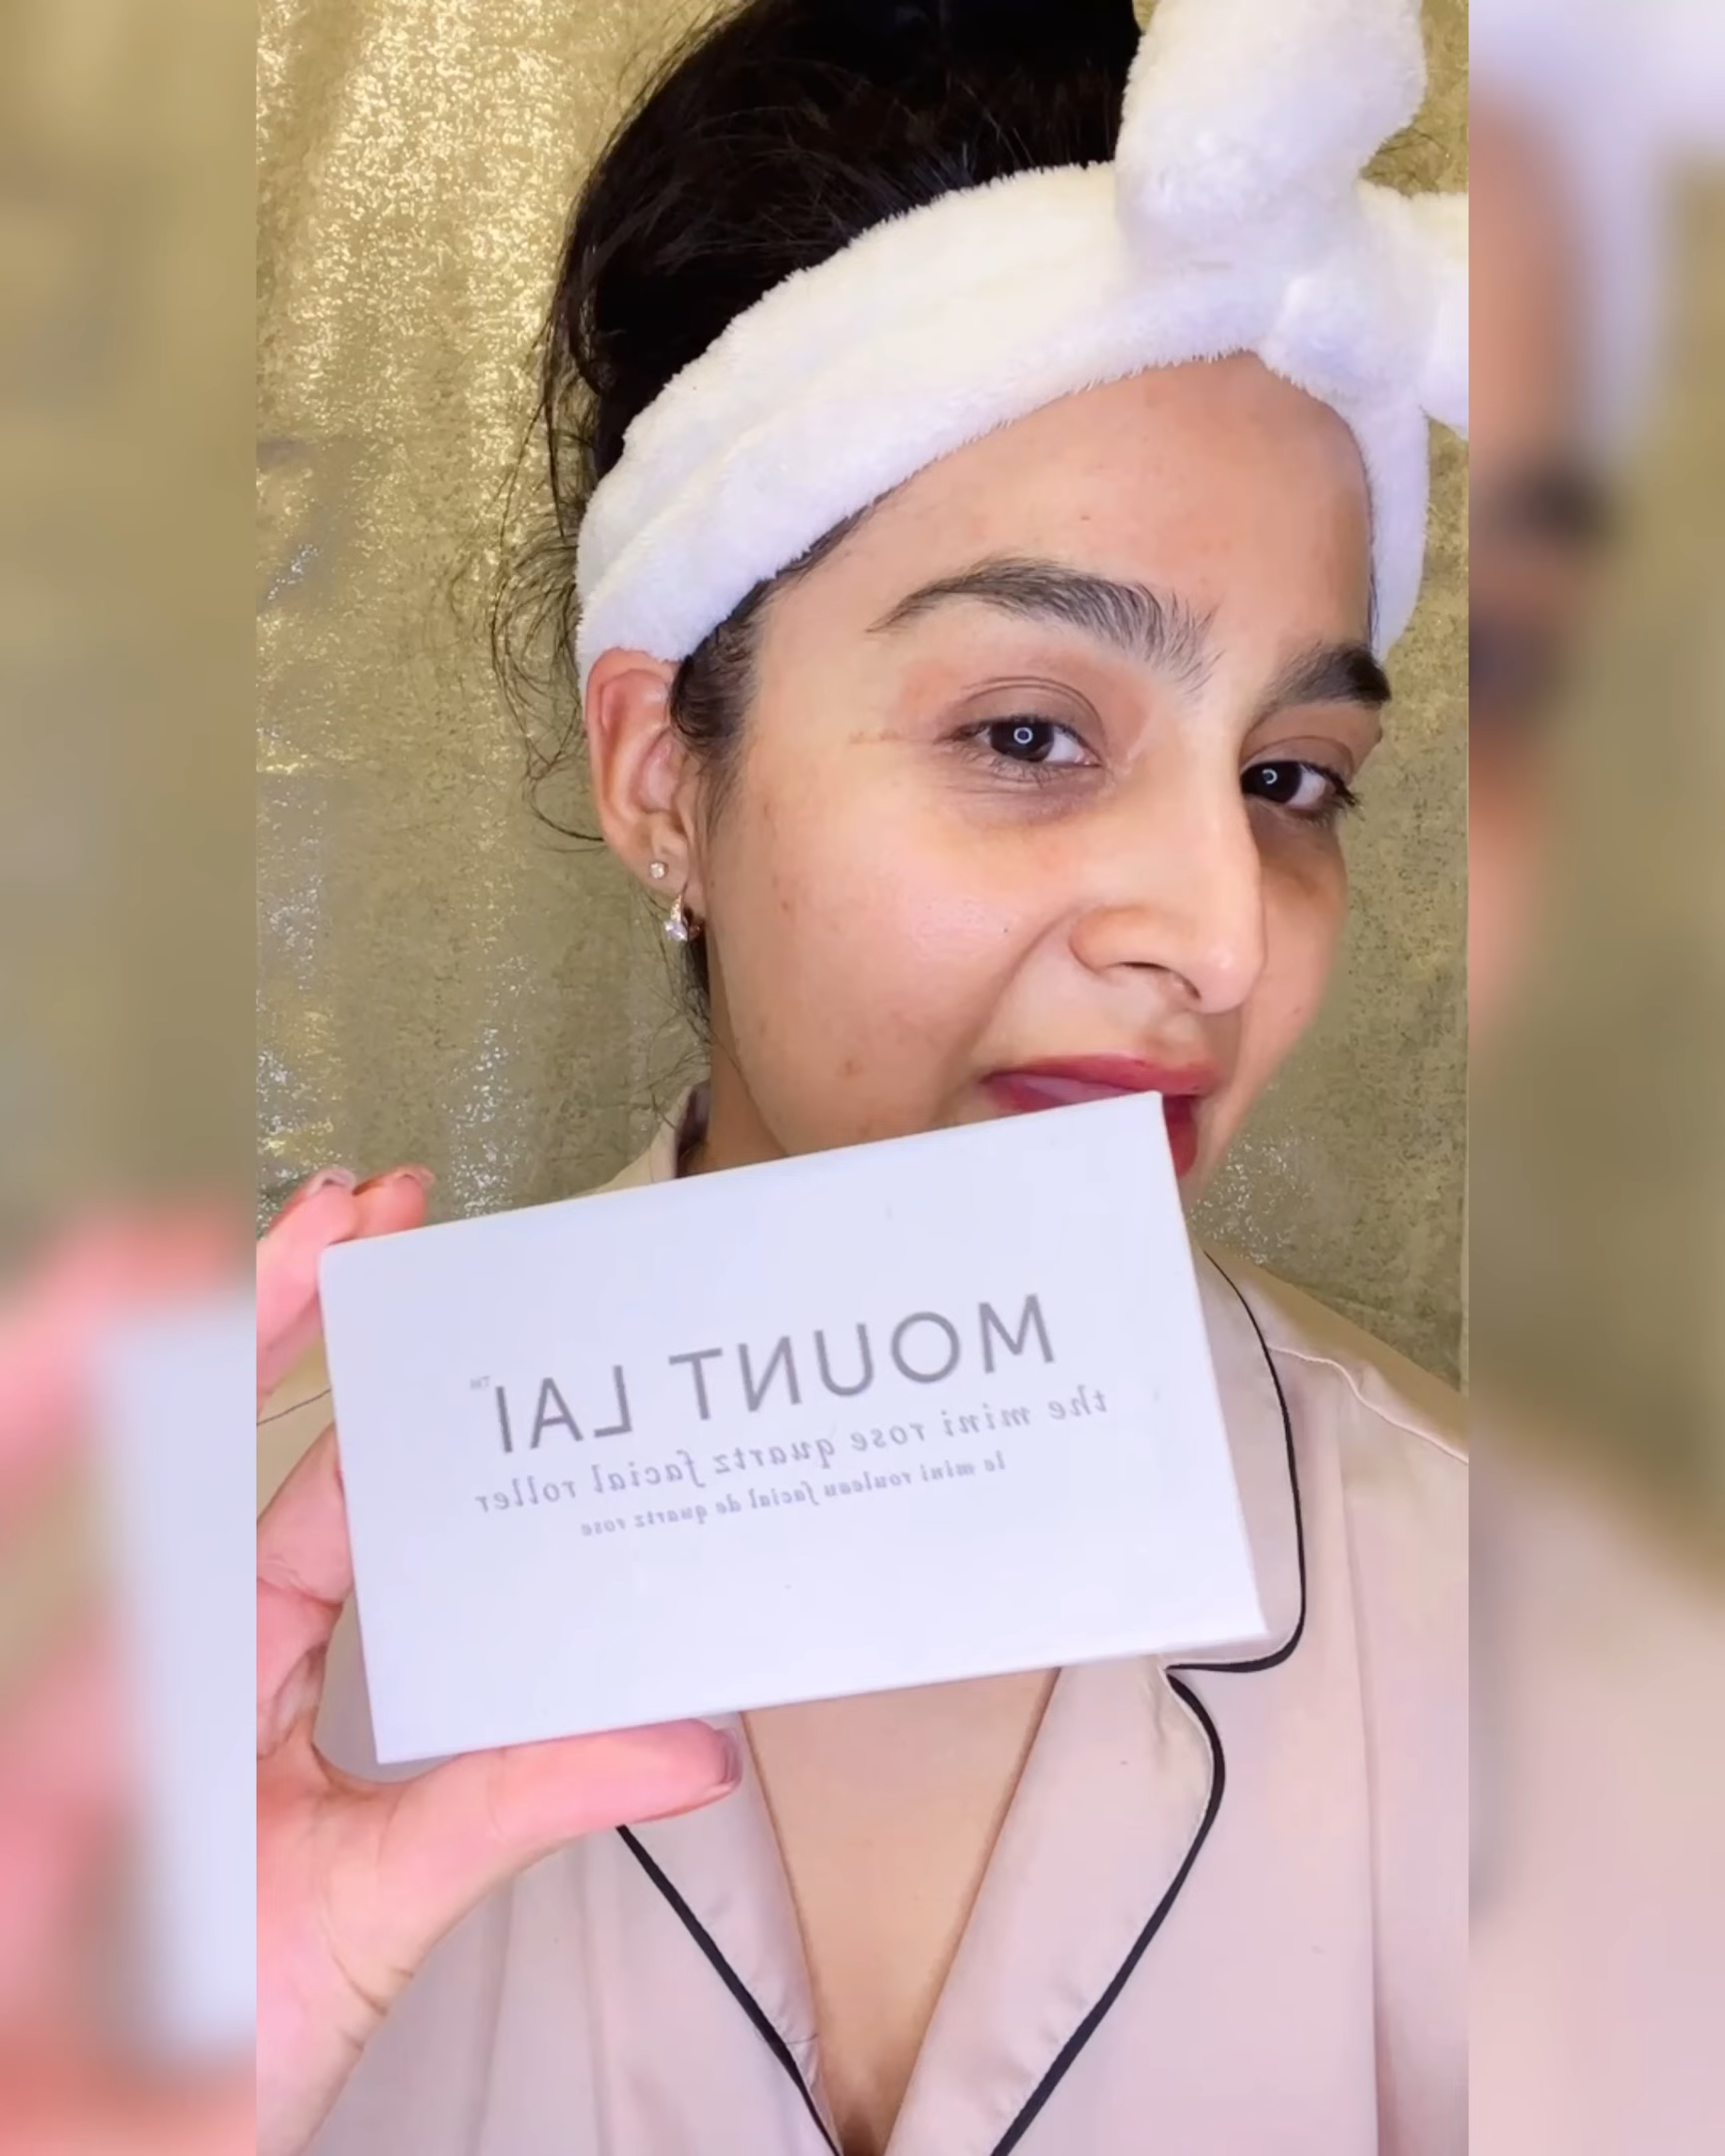 MOUNT LAI™
the mini rose quartz facial roller
le mini rouleau facial de quartz rose